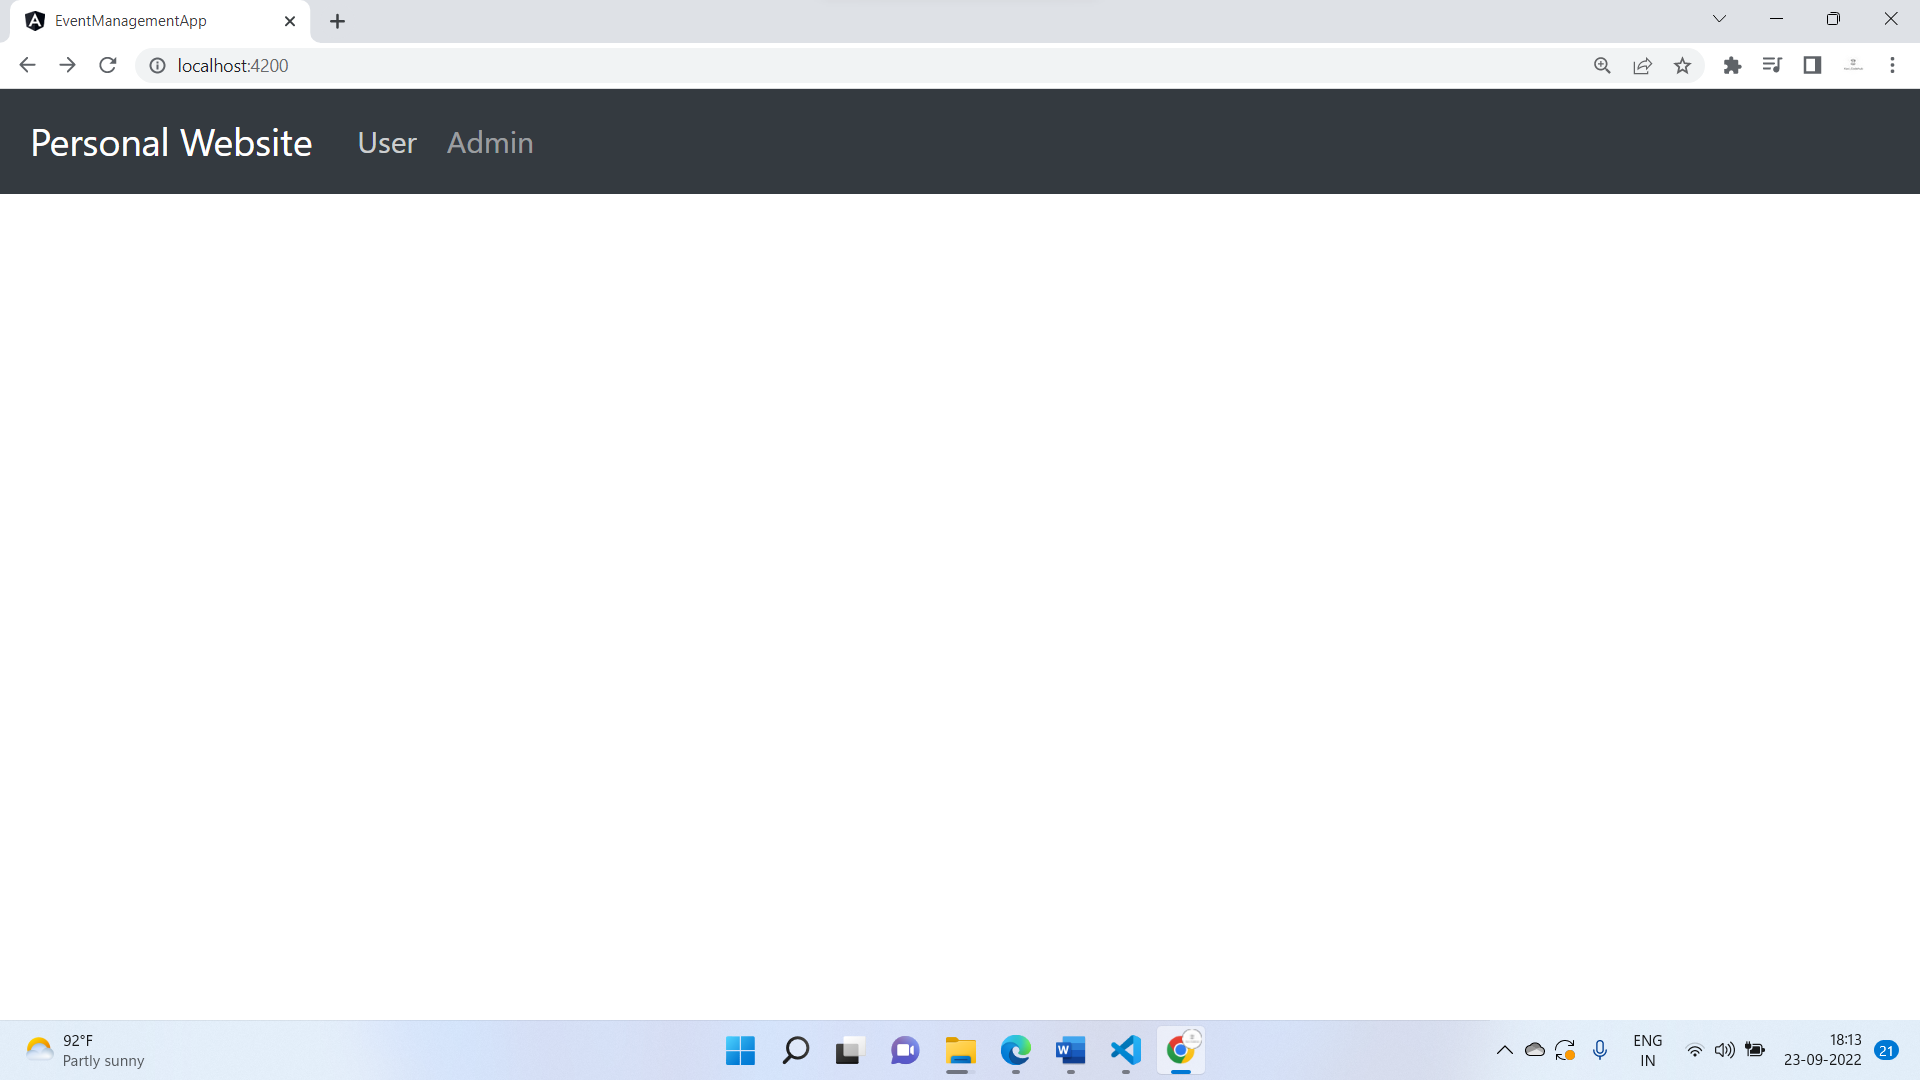 EventManagementApp
localhost:4200
Personal Website User Admin
92°F
Partly sunny
ENG
IN
18:13
23-09-2022
21